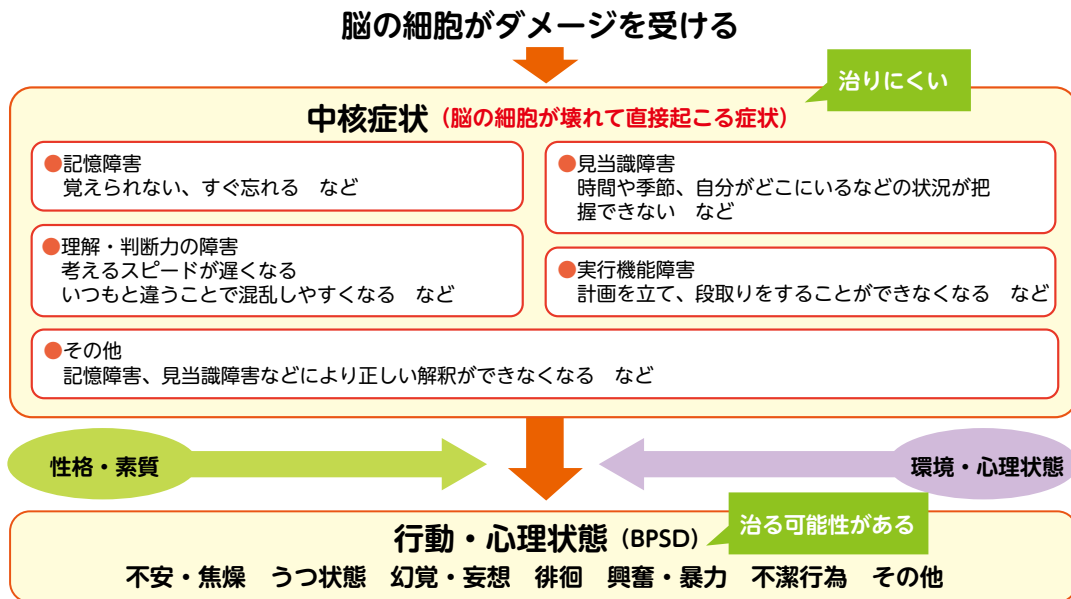 脳の細胞がダメージを受ける
治りにくい
中核症状（脳の細胞が壊れて直接起こる症状）
●記憶障害
覚えられない、すぐ忘れる　など
●見当識障害
時間や季節、自分がどこにいるなどの状況が把
握できない　など
●理解・判断力の障害
考えるスピードが遅くなる
いつもと違うことで混乱しやすくなる　など
●実行機能障害
計画を立て、段取りをすることができなくなる　など
●その他
記憶障害、見当識障害などにより正しい解釈ができなくなる　など
性格・素質
環境・心理状態
治る可能性がある
行動・心理状態（BPSD）
不安・焦燥　うつ状態　幻覚・妄想　徘徊　興奮・暴力　不潔行為　その他